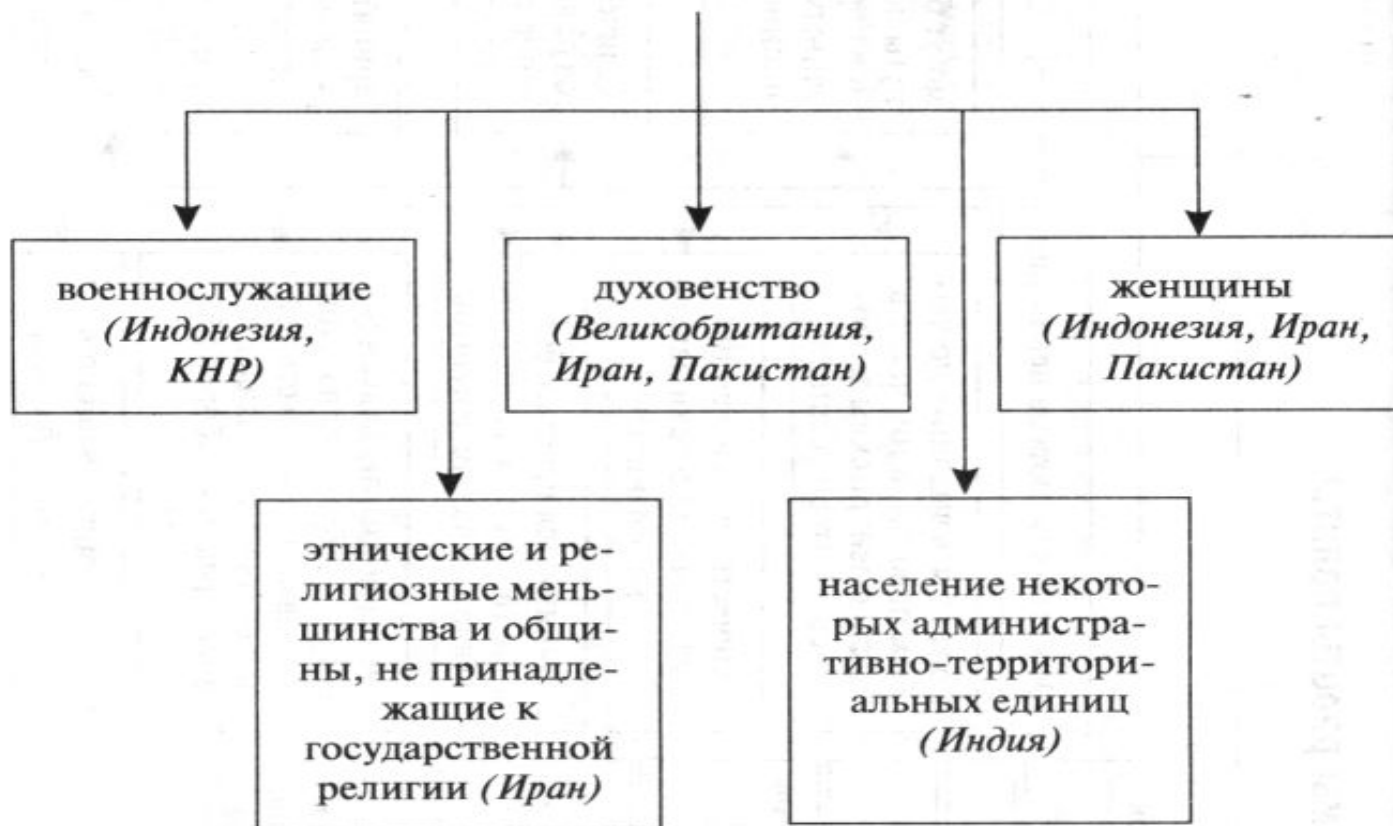 военнослужащие
(Индонезия,
КНР)
духовенство
(Великобритания,
Иран, Пакистан)
женщины
(Индонезия, Иран,
Пакистан)
этнические и ре-
лигиозные мень-
шинства и общи-
ны, не принадле-
жащие к
государственной
религии (Иран)
население некото-
рых администра-
тивно-территори-
альных единиц
(Индия)